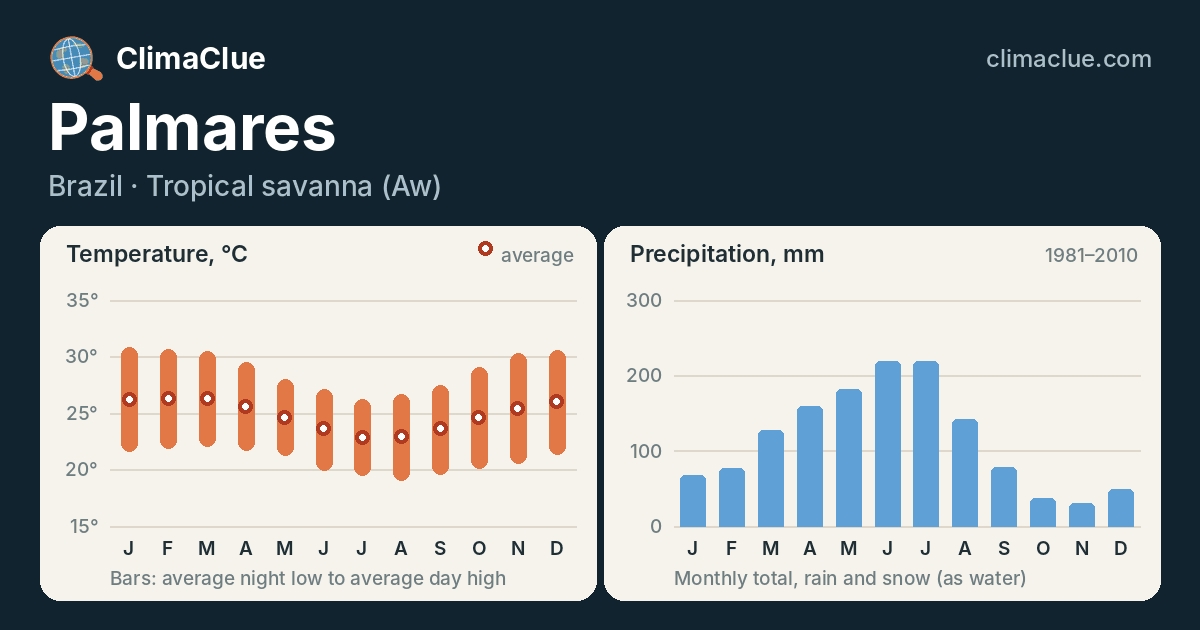 ClimaClue
climaclue.com
Palmares
Brazil · Tropical savanna (Aw)
Temperature, °C
average
35°
30°
25°
20°
15°
J F M A M J J A S O N D
Bars: average night low to average day high
Precipitation, mm
1981–2010
300
200
100
0
J F M A M J J A S O N D
Monthly total, rain and snow (as water)